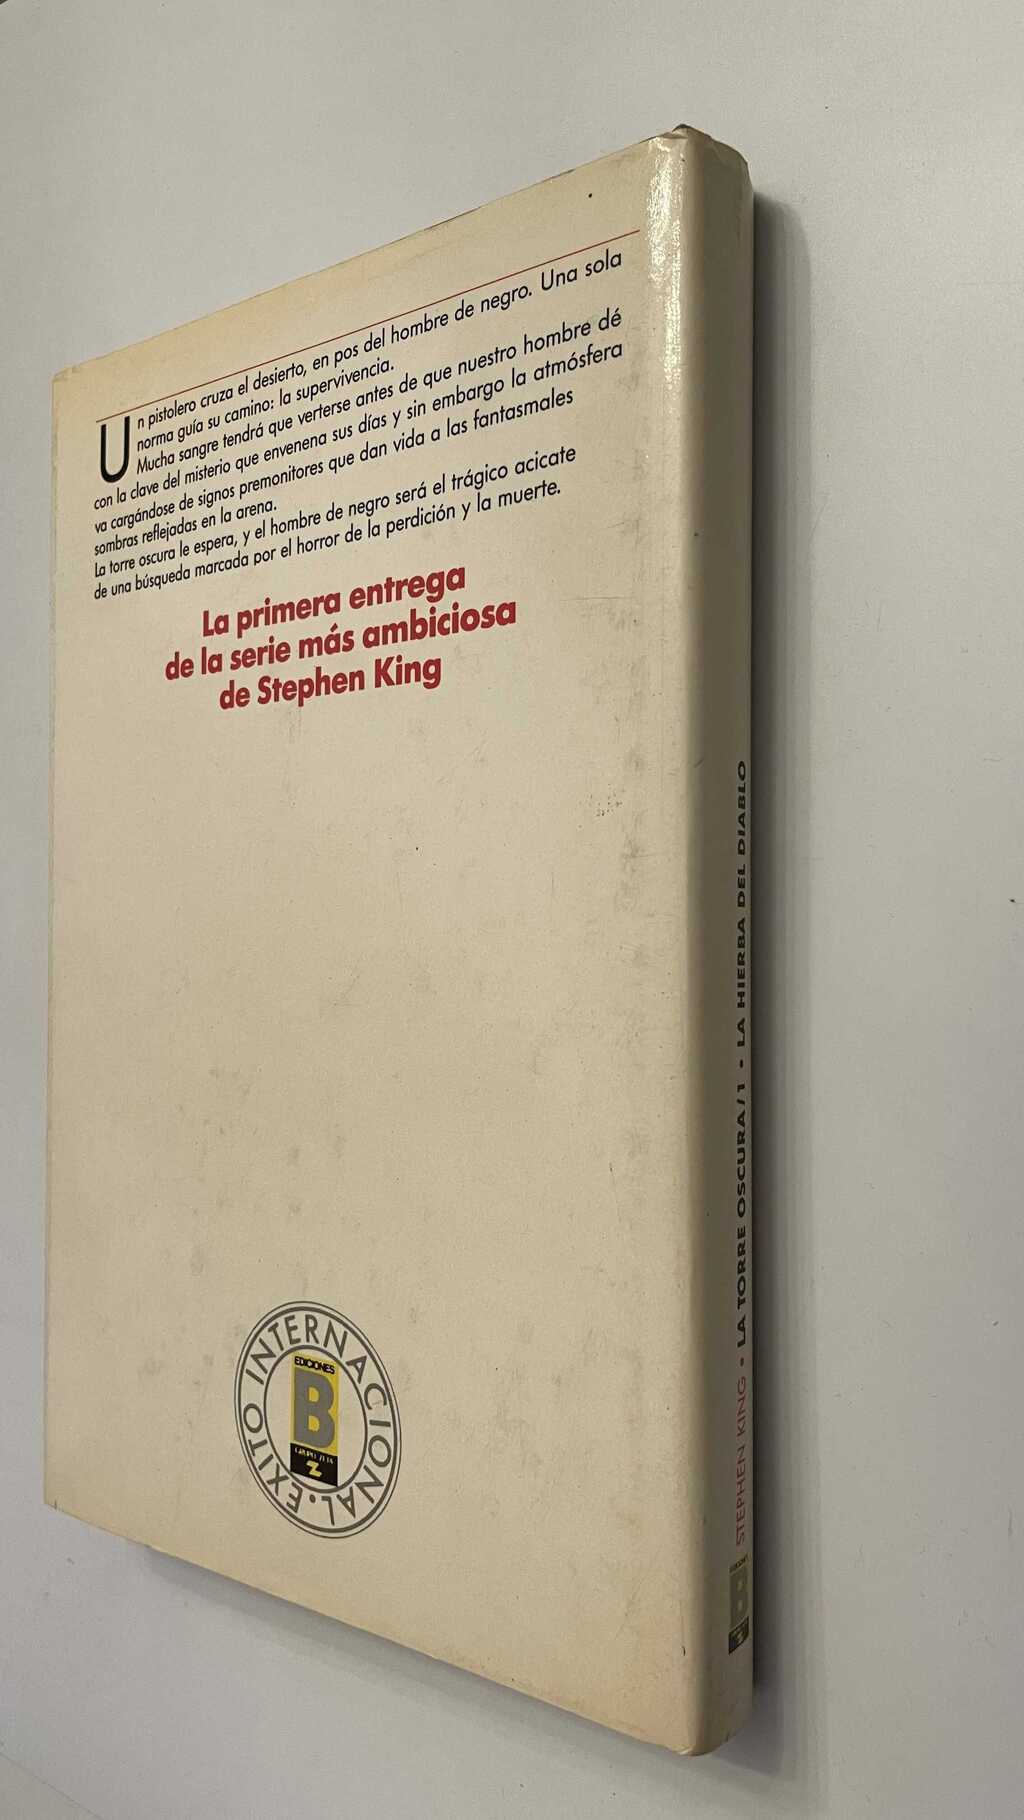 Un pistolero cruza el desierto, en pos del hombre de negro. Una sola
norma guía su camino: la supervivencia.
Mucha sangre tendrá que verterse antes de que nuestro hombre dé
con la clave del misterio que envenena sus días y sin embargo la atmósfera
va cargándose de signos premonitores que dan vida a las fantasmales
sombras reflejadas en la arena.
La torre oscura le espera, y el hombre de negro será el trágico acicate
de una búsqueda marcada por el horror de la perdición y la muerte.
La primera entrega
de la serie más ambiciosa
de Stephen King
EXITO INTERNACIONAL.
EDICIONES
B
GRUPO ZETA
Z
EDICIONES
B
STEPHEN KING • LA TORRE OSCURA/1 • LA HIERBA DEL DIABLO